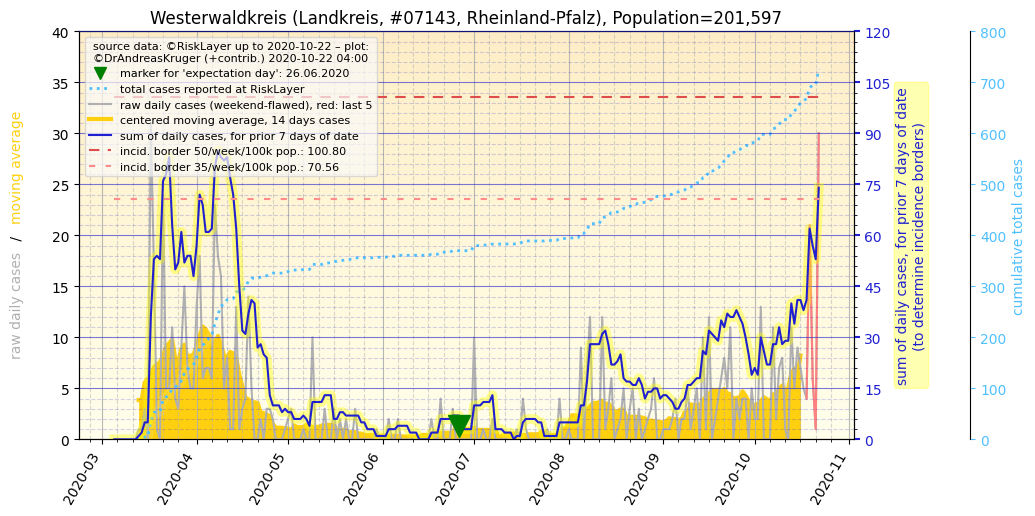 Westerwaldkreis (Landkreis, #07143, Rheinland-Pfalz), Population=201,597
source data: ©RiskLayer up to 2020-10-22 – plot:
©DrAndreasKruger (+contrib.) 2020-10-22 04:00
marker for 'expectation day': 26.06.2020
total cases reported at RiskLayer
raw daily cases (weekend-flawed), red: last 5
centered moving average, 14 days cases
sum of daily cases, for prior 7 days of date
incid. border 50/week/100k pop.: 100.80
incid. border 35/week/100k pop.: 70.56
raw daily cases / moving average
40
35
30
25
20
15
10
5
0
120
105
90
75
60
45
30
15
0
sum of daily cases, for prior 7 days of date
(to determine incidence borders)
800
700
600
500
400
300
200
100
0
cumulative total cases
2020-03
2020-04
2020-05
2020-06
2020-07
2020-08
2020-09
2020-10
2020-11